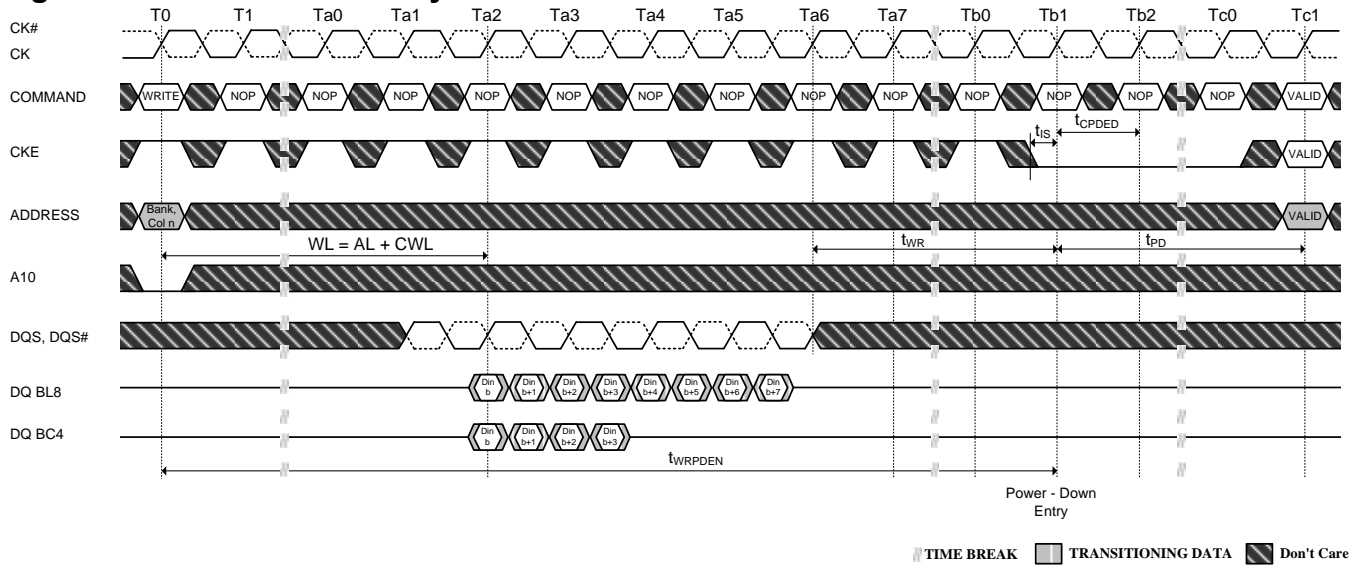 T0 T1 Ta0 Ta1 Ta2 Ta3 Ta4 Ta5 Ta6 Ta7 Tb0 Tb1 Tb2 Tc0 Tc1
CK#
CK
COMMAND WRITE NOP NOP NOP NOP NOP NOP NOP NOP NOP NOP NOP NOP NOP VALID
tIS tCPDED
CKE VALID
ADDRESS Bank, Col n VALID
WL = AL + CWL tWR tPD
A10
DQS, DQS#
DQ BL8 Din b Din b+1 Din b+2 Din b+3 Din b+4 Din b+5 Din b+6 Din b+7
DQ BC4 Din b Din b+1 Din b+2 Din b+3
tWRPDEN
Power - Down
Entry
TIME BREAK TRANSITIONING DATA Don't Care